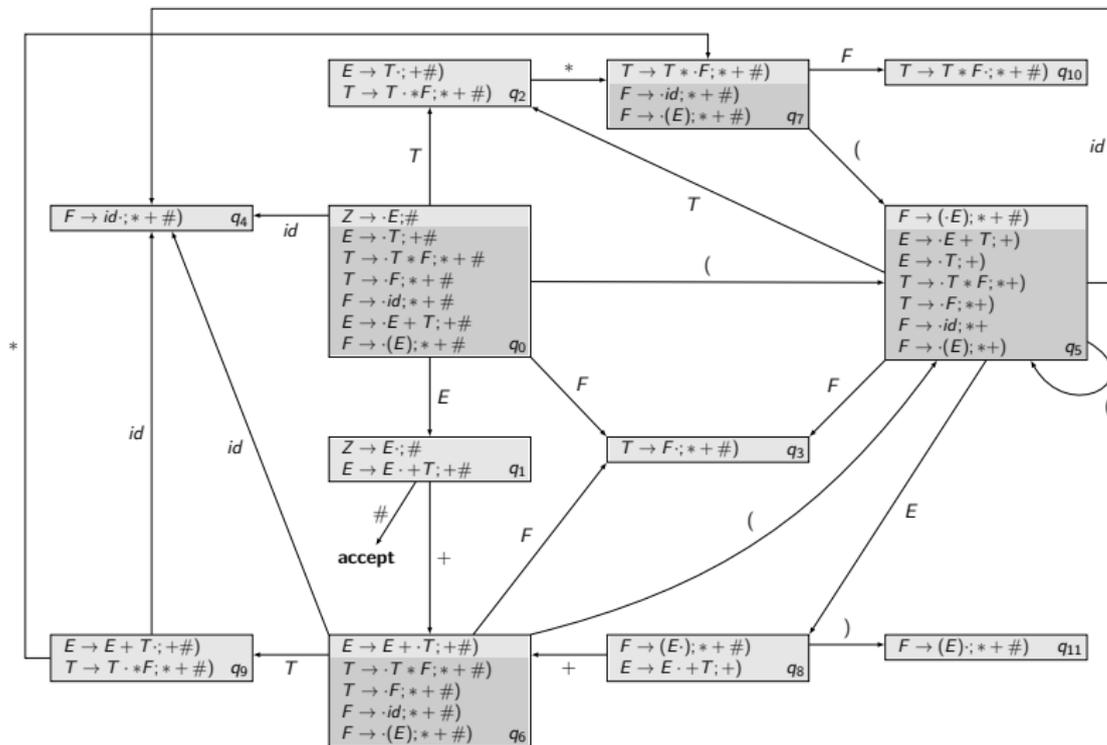 E → T·; +#)
T → T · *F; * + #) q2
*
T → T * ·F; * + #)
F → ·id; * + #)
F → ·(E); * + #) q7
F
T → T * F·; * + #) q10
(
id
T
T
F → id·; * + #) q4
id
Z → ·E; #
E → ·T; +#
T → ·T * F; * + #
T → ·F; * + #
F → ·id; * + #
E → ·E + T; +#
F → ·(E); * + # q0
(
F → (·E); * + #)
E → ·E + T; +)
E → ·T; +)
T → ·T * F; *+)
T → ·F; *+)
F → ·id; *+
F → ·(E); *+) q5
*
E
F
F
(
id
id
Z → E·; #
E → E · +T; +# q1
T → F·; * + #) q3
#
accept
+
F
(
E
E → E + T·; +#)
T → T · *F; * + #) q9
T
E → E + ·T; +#)
T → ·T * F; * + #)
T → ·F; * + #)
F → ·id; * + #)
F → ·(E); * + #) q6
+
F → (E·); * + #)
E → E · +T; +) q8
)
F → (E)·; * + #) q11